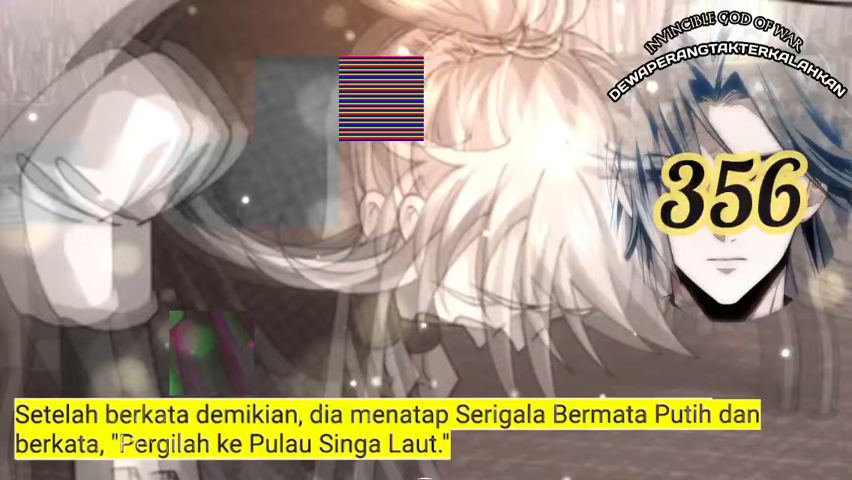 INVINCIBLE GOD OF WAR
DEWAPERANGTAKTERKALAHKAN
356
Setelah berkata demikian, dia menatap Serigala Bermata Putih dan
berkata, "Pergilah ke Pulau Singa Laut."